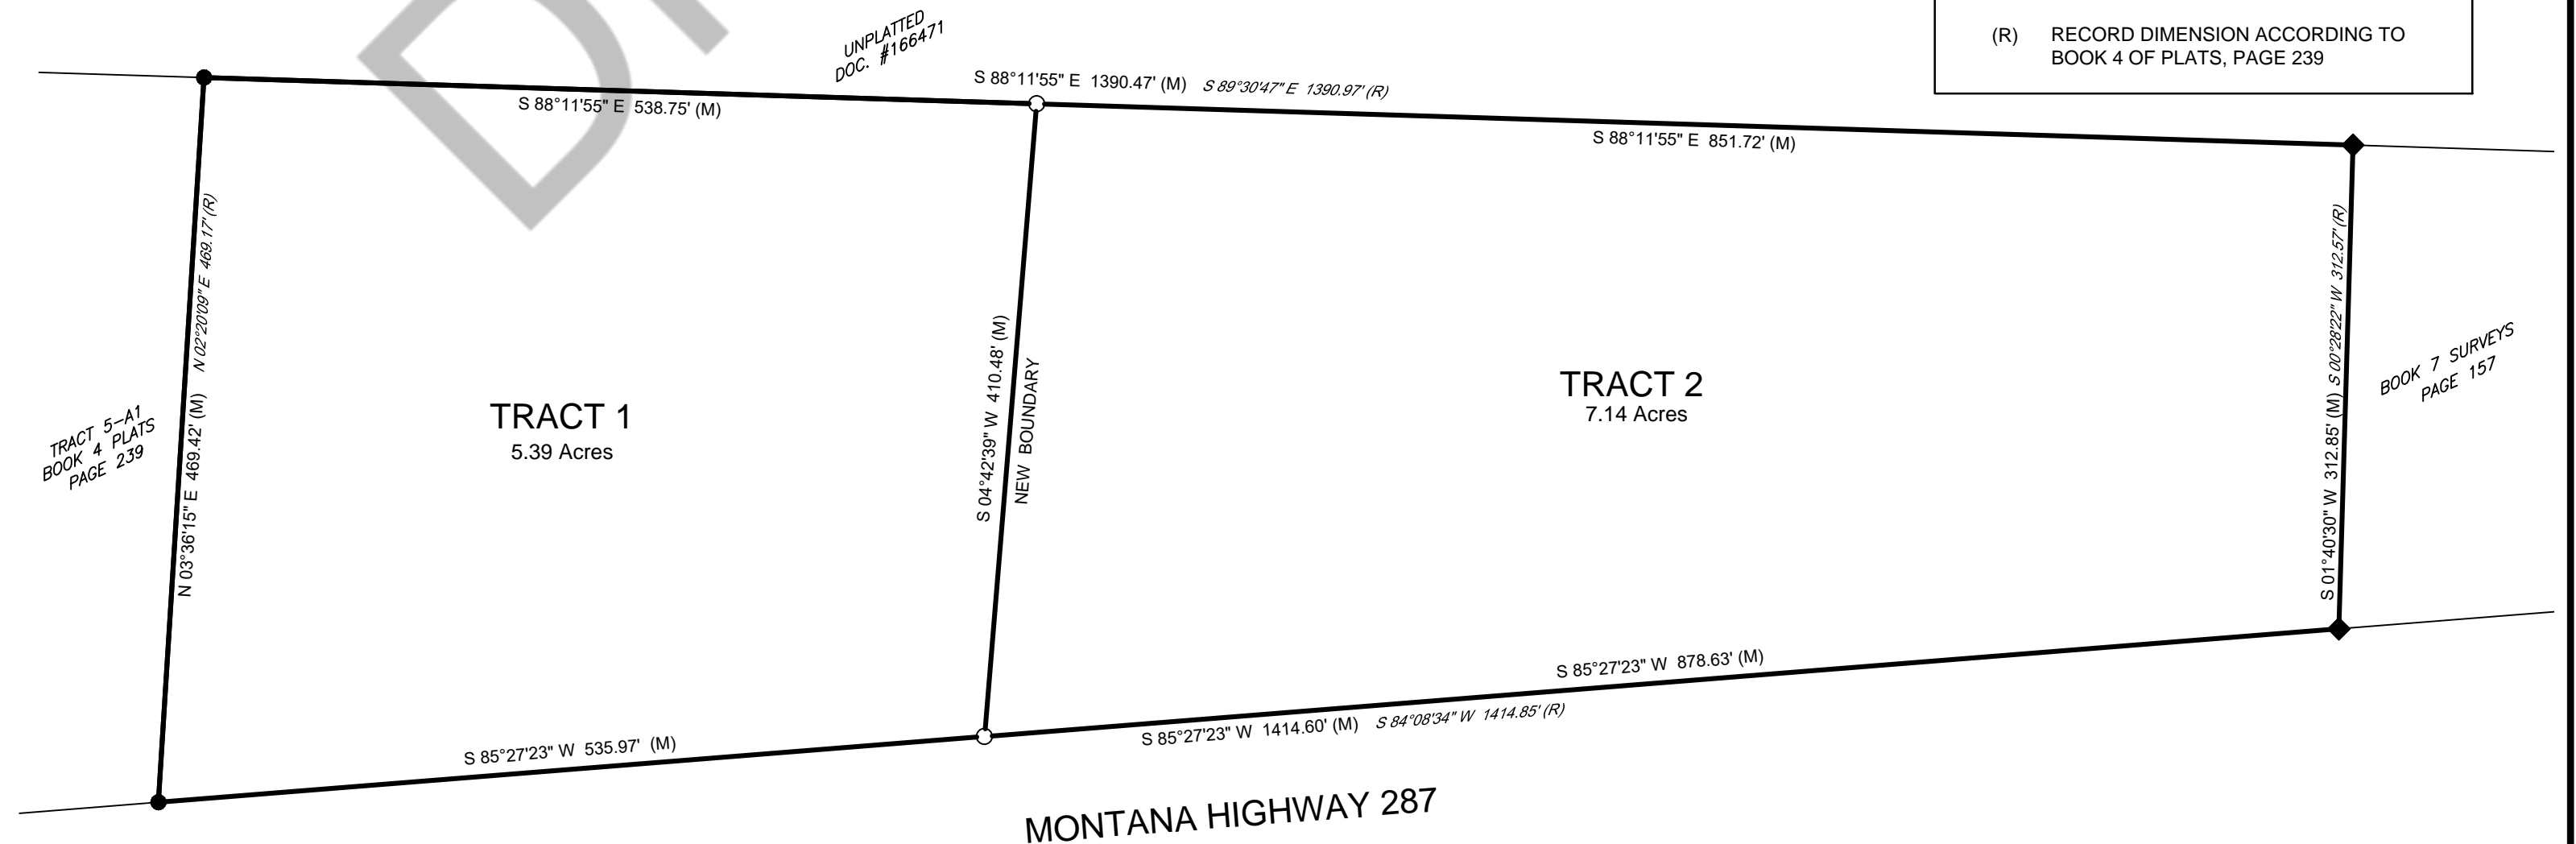 UNPLATTED
DOC. #166471
(R) RECORD DIMENSION ACCORDING TO
BOOK 4 OF PLATS, PAGE 239
S 88°11'55" E 1390.47' (M) S 89°30'47" E 1390.97' (R)
S 88°11'55" E 538.75' (M)
S 88°11'55" E 851.72' (M)
N 03°36'15" E 469.42' (M) N 02°20'09" E 469.17' (R)
TRACT 5-A1
BOOK 4 PLATS
PAGE 239
TRACT 1
5.39 Acres
S 04°42'39" W 410.48' (M)
NEW BOUNDARY
TRACT 2
7.14 Acres
S 01°40'30" W 312.85' (M) S 00°28'22" W 312.57' (R)
BOOK 7 SURVEYS
PAGE 157
S 85°27'23" W 878.63' (M)
S 85°27'23" W 535.97' (M)
S 85°27'23" W 1414.60' (M) S 84°08'34" W 1414.85' (R)
MONTANA HIGHWAY 287